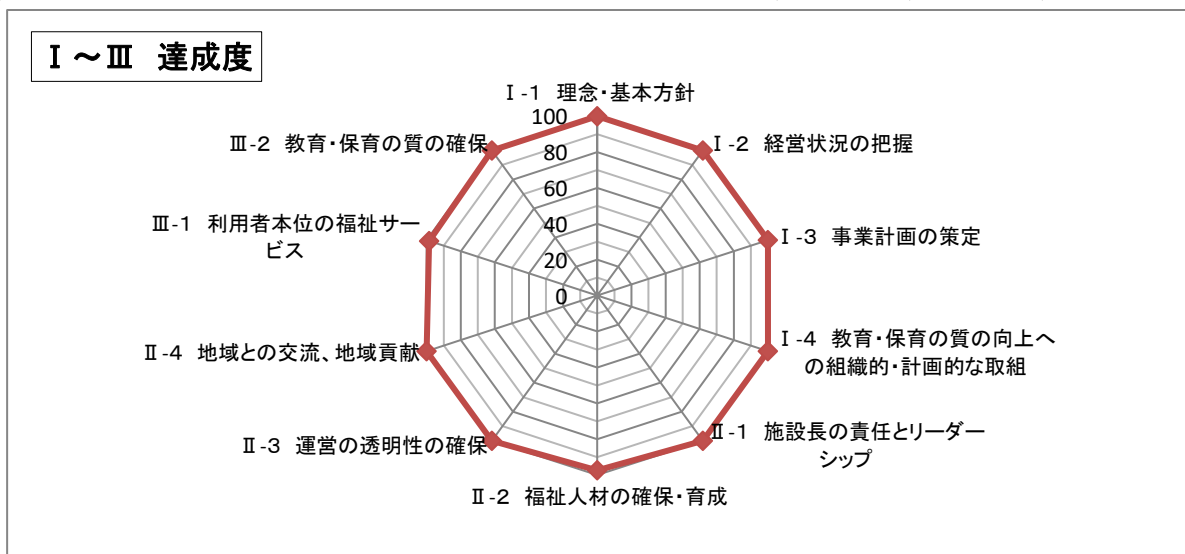 Ⅰ～Ⅲ 達成度
Ⅰ-1 理念・基本方針
Ⅰ-2 経営状況の把握
Ⅰ-3 事業計画の策定
Ⅰ-4 教育・保育の質の向上へ
の組織的・計画的な取組
Ⅱ-1 施設長の責任とリーダー
シップ
Ⅱ-2 福祉人材の確保・育成
Ⅱ-3 運営の透明性の確保
Ⅱ-4 地域との交流、地域貢献
Ⅲ-1 利用者本位の福祉サー
ビス
Ⅲ-2 教育・保育の質の確保
100
80
60
40
20
0